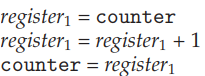 register₁ = counter
register₁ = register₁ + 1
counter = register₁